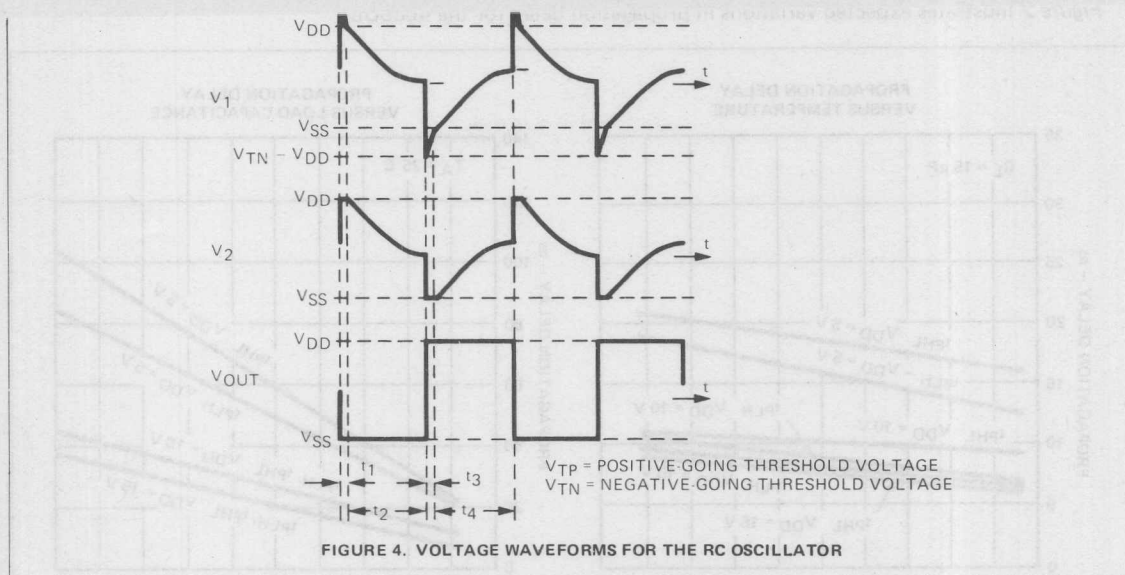 VDD
V1
VSS
VTN – VDD
t
VDD
V2
VSS
t
VDD
VOUT
VSS
t
t1
t3
t2
t4
VTP = POSITIVE-GOING THRESHOLD VOLTAGE
VTN = NEGATIVE-GOING THRESHOLD VOLTAGE
FIGURE 4. VOLTAGE WAVEFORMS FOR THE RC OSCILLATOR